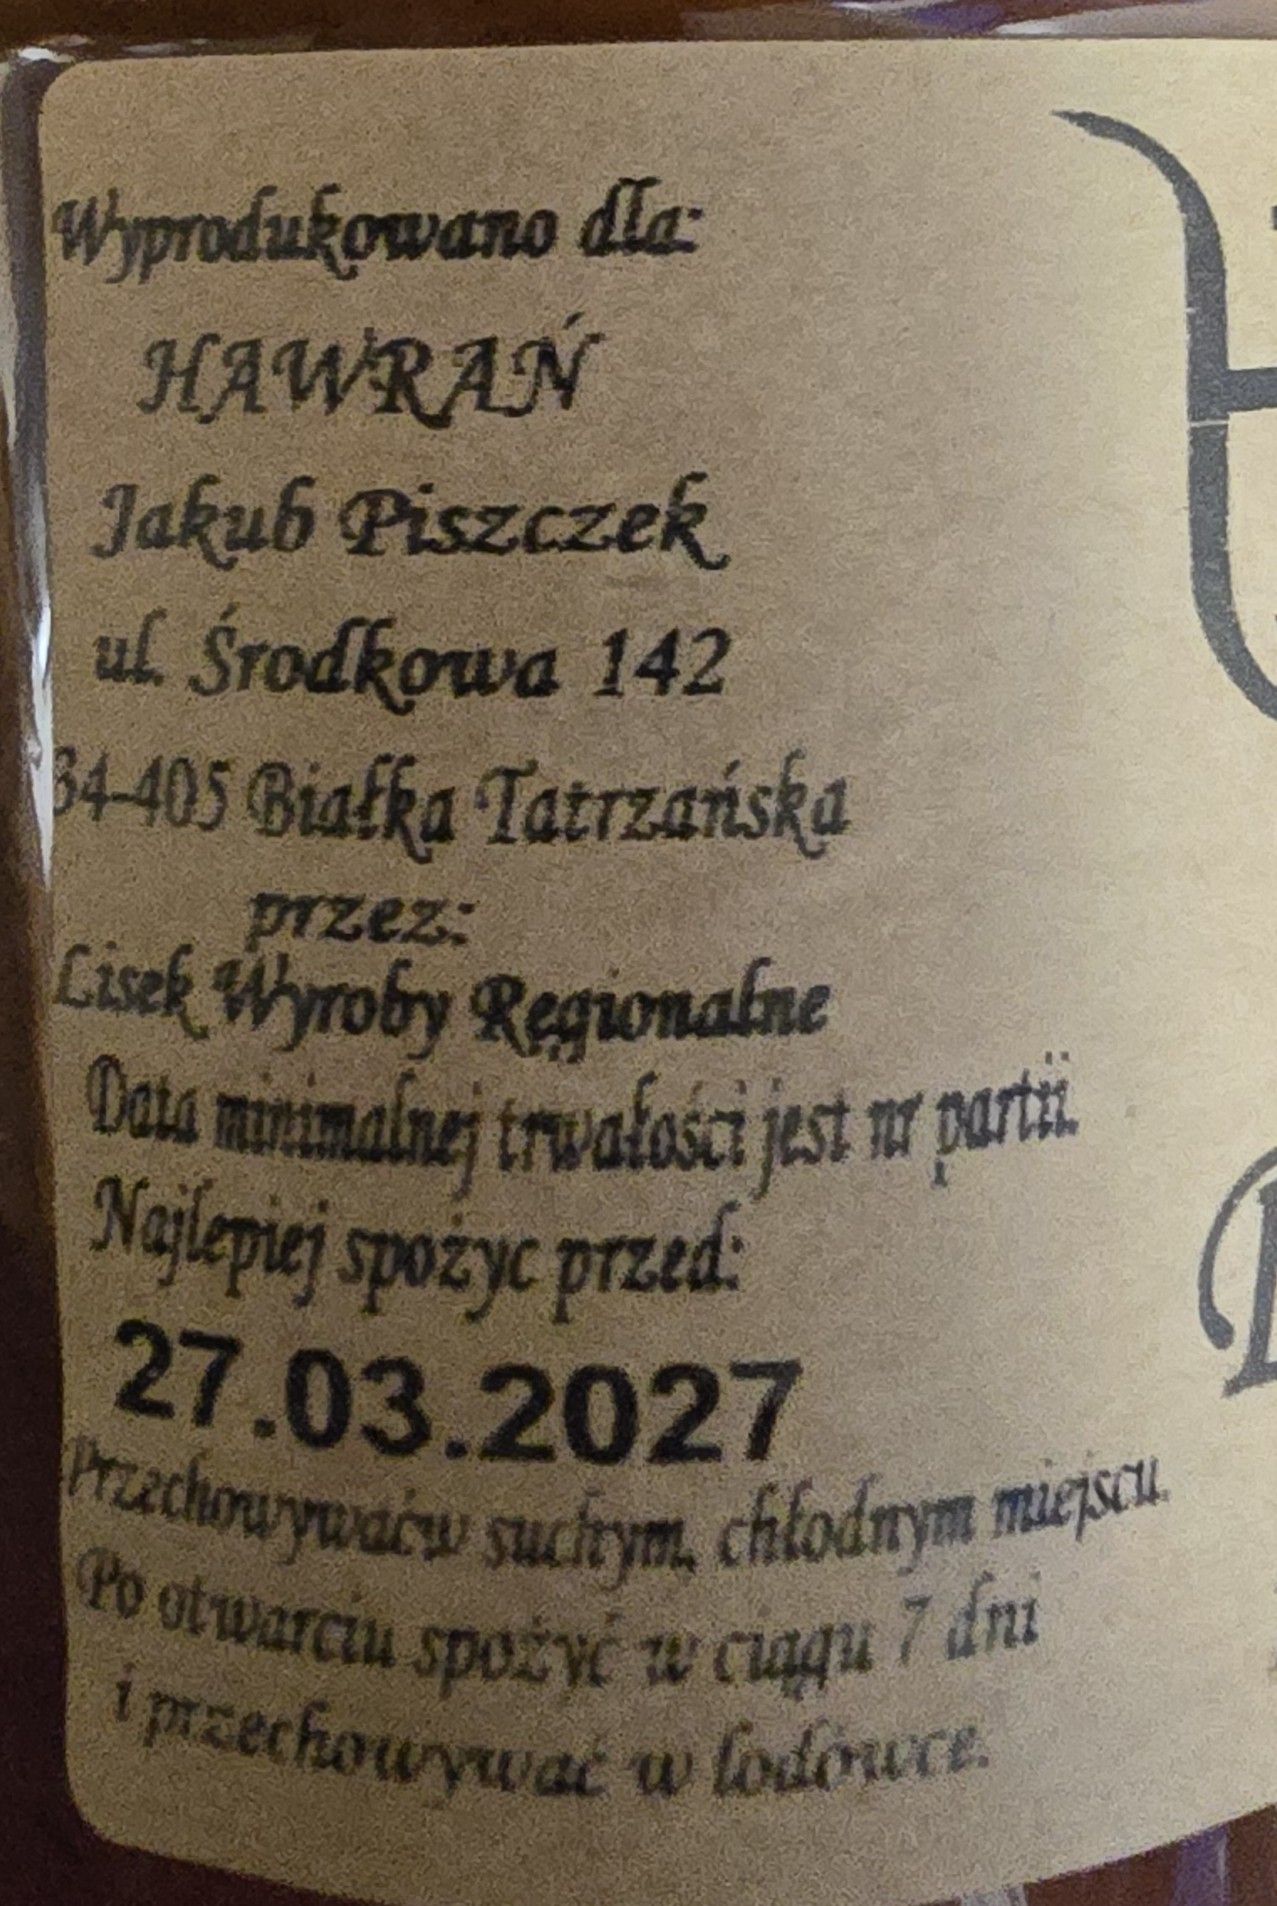 Wyprodukowano dla:
HAWRAŃ
Jakub Piszczek
ul. Środkowa 142
34-405 Białka Tatrzańska
przez:
Lisek Wyroby Ręgionalne
Data minimalnej trwałości jest nr partii.
Najlepiej spożyc przed:
27.03.2027
Przechowywaćw suchym, chłodnym miejscu.
Po otwarciu spożyć w ciągu 7 dni
i przechowywać w lodówce.